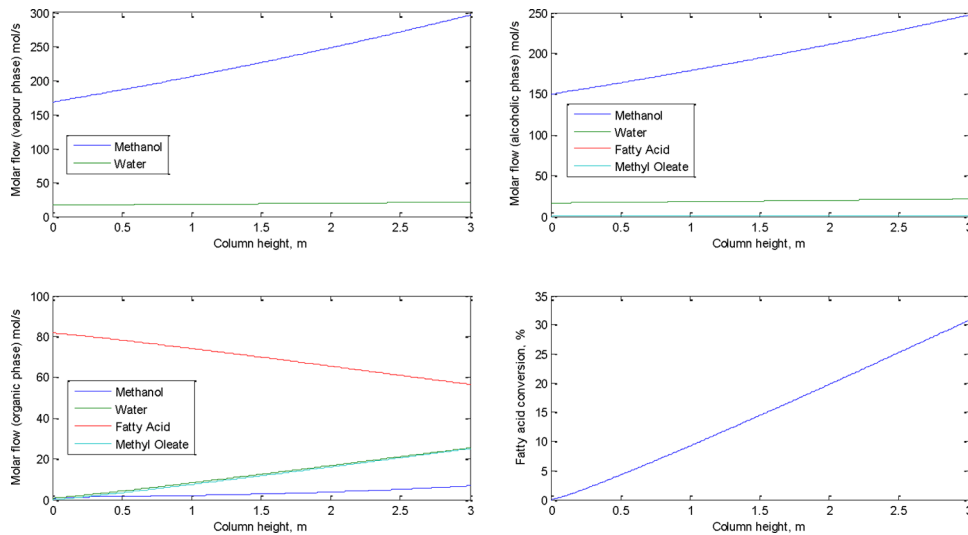 Molar flow (vapour phase) mol/s
300
250
200
150
100
50
0
Methanol
Water
0 0.5 1 1.5 2 2.5 3
Column height, m
Molar flow (alcoholic phase) mol/s
250
200
150
100
50
0
Methanol
Water
Fatty Acid
Methyl Oleate
0 0.5 1 1.5 2 2.5 3
Column height, m
Molar flow (organic phase) mol/s
100
80
60
40
20
0
Methanol
Water
Fatty Acid
Methyl Oleate
0 0.5 1 1.5 2 2.5 3
Column height, m
Fatty acid conversion, %
35
30
25
20
15
10
5
0
0 0.5 1 1.5 2 2.5 3
Column height, m